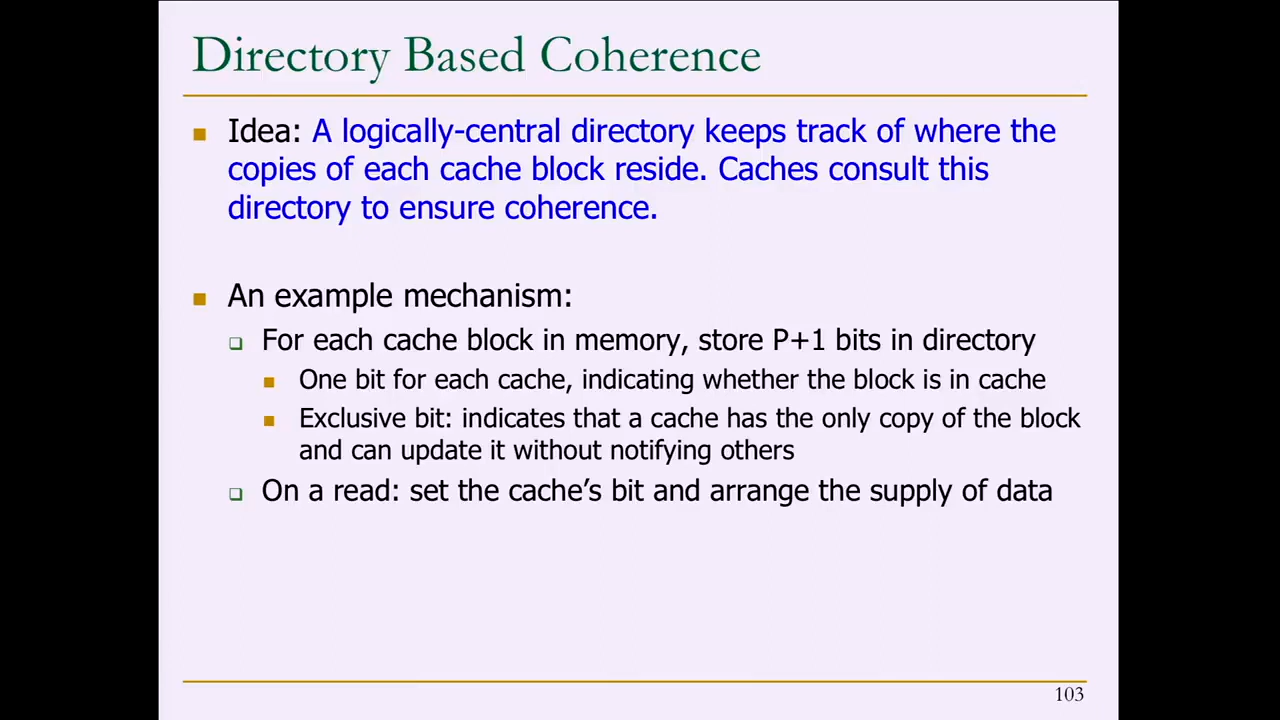 Directory Based Coherence
Idea: A logically-central directory keeps track of where the
copies of each cache block reside. Caches consult this
directory to ensure coherence.
An example mechanism:
For each cache block in memory, store P+1 bits in directory
One bit for each cache, indicating whether the block is in cache
Exclusive bit: indicates that a cache has the only copy of the block
and can update it without notifying others
On a read: set the cache’s bit and arrange the supply of data
103